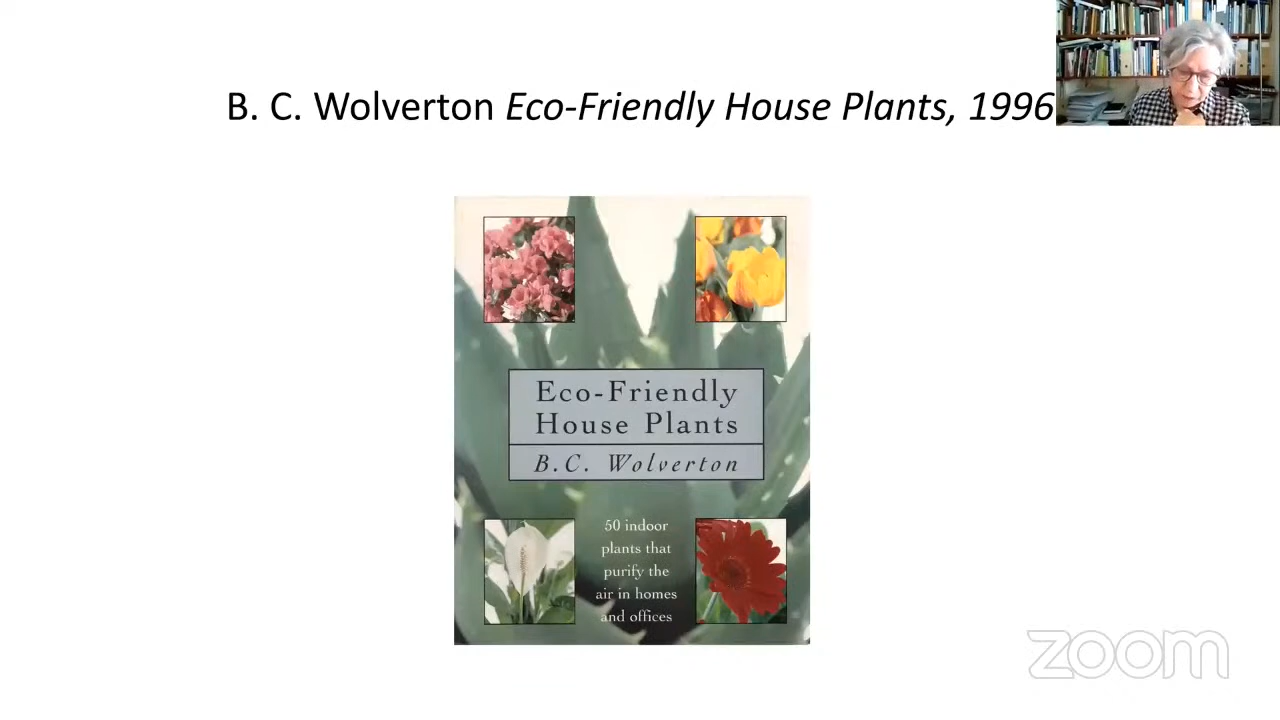 B. C. Wolverton Eco-Friendly House Plants, 1996
Eco-Friendly
House Plants
B.C. Wolverton
50 indoor
plants that
purify the
air in homes
and offices
zoom